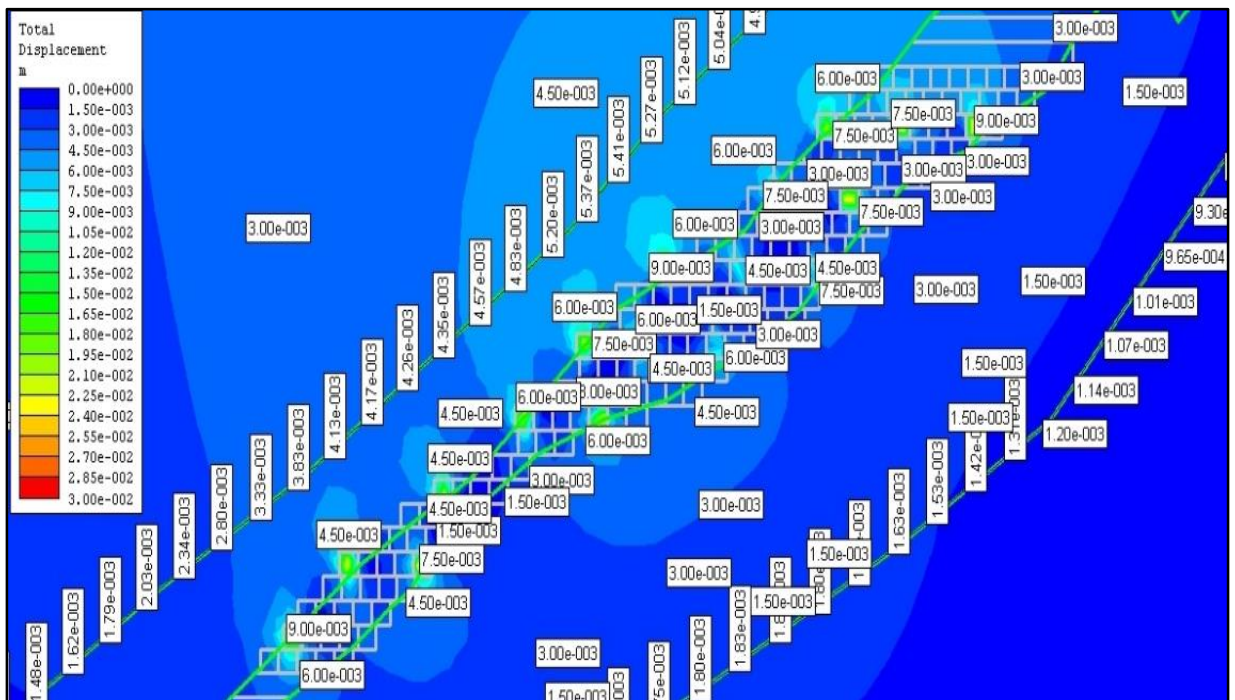 Total
Displacement
m
0.00e+000
1.50e-003
3.00e-003
4.50e-003
6.00e-003
7.50e-003
9.00e-003
1.05e-002
1.20e-002
1.35e-002
1.50e-002
1.65e-002
1.80e-002
1.95e-002
2.10e-002
2.25e-002
2.40e-002
2.55e-002
2.70e-002
2.85e-002
3.00e-002
1.48e-003
1.62e-003
1.79e-003
2.03e-003
2.34e-003
2.80e-003
3.33e-003
3.83e-003
4.13e-003
4.17e-003
4.26e-003
4.35e-003
4.57e-003
4.83e-003
5.20e-003
5.37e-003
5.41e-003
5.27e-003
5.12e-003
5.04e-003
3.00e-003
4.50e-003
3.00e-003
6.00e-003
3.00e-003
1.50e-003
7.50e-003
9.00e-003
7.50e-003
6.00e-003
3.00e-003
3.00e-003
3.00e-003
7.50e-003
3.00e-003
7.50e-003
6.00e-003
3.00e-003
9.00e-003
4.50e-003
4.50e-003
7.50e-003
3.00e-003
1.50e-003
6.00e-003
6.00e-003
1.50e-003
3.00e-003
7.50e-003
6.00e-003
4.50e-003
1.50e-003
6.00e-003
3.00e-003
4.50e-003
4.50e-003
1.50e-003
6.00e-003
4.50e-003
3.00e-003
4.50e-003
1.50e-003
3.00e-003
4.50e-003
1.50e-003
7.50e-003
1.50e-003
3.00e-003
4.50e-003
1.50e-003
9.00e-003
3.00e-003
6.00e-003
1.50e-003
9.65e-004
1.01e-003
1.07e-003
1.14e-003
1.20e-003
1.53e-003
1.63e-003
1.83e-003
1.80e-003